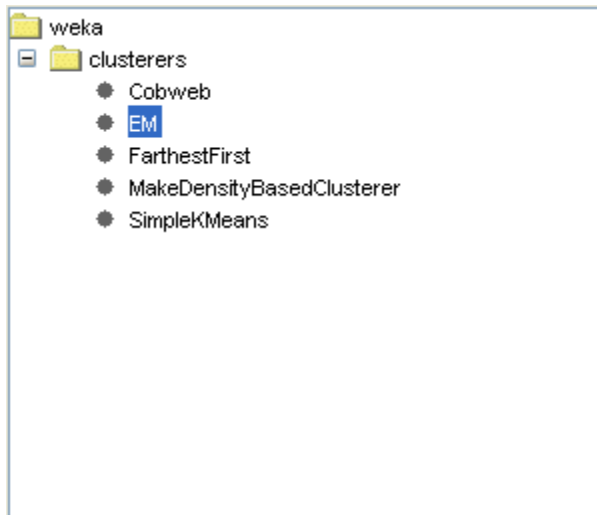 weka
clusterers
Cobweb
EM
FarthestFirst
MakeDensityBasedClusterer
SimpleKMeans